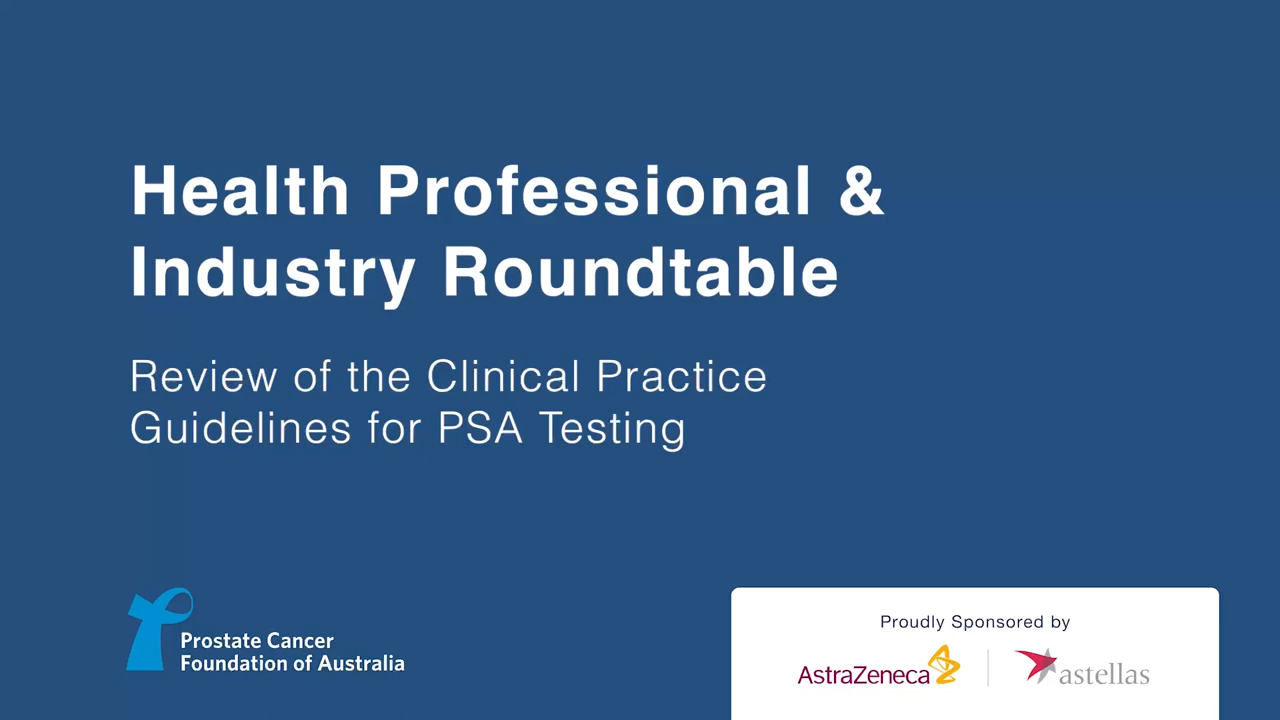 Health Professional &
Industry Roundtable
Review of the Clinical Practice
Guidelines for PSA Testing
Prostate Cancer
Foundation of Australia
Proudly Sponsored by
AstraZeneca
astellas